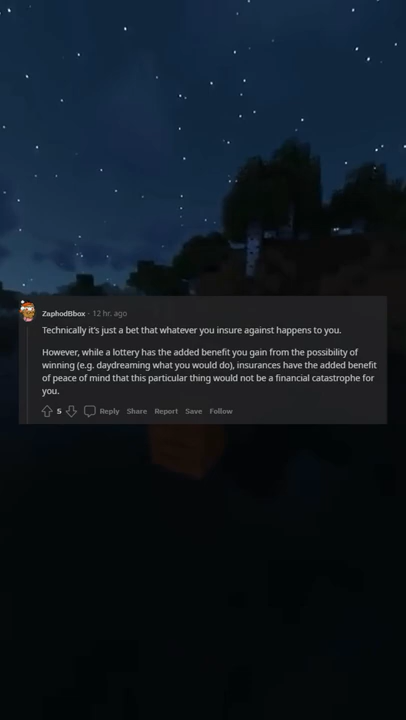 ZaphodBbox · 12 hr. ago
Technically it's just a bet that whatever you insure against happens to you.
However, while a lottery has the added benefit you gain from the possibility of
winning (e.g. daydreaming what you would do), insurances have the added benefit
of peace of mind that this particular thing would not be a financial catastrophe for
you.
5 Reply Share Report Save Follow